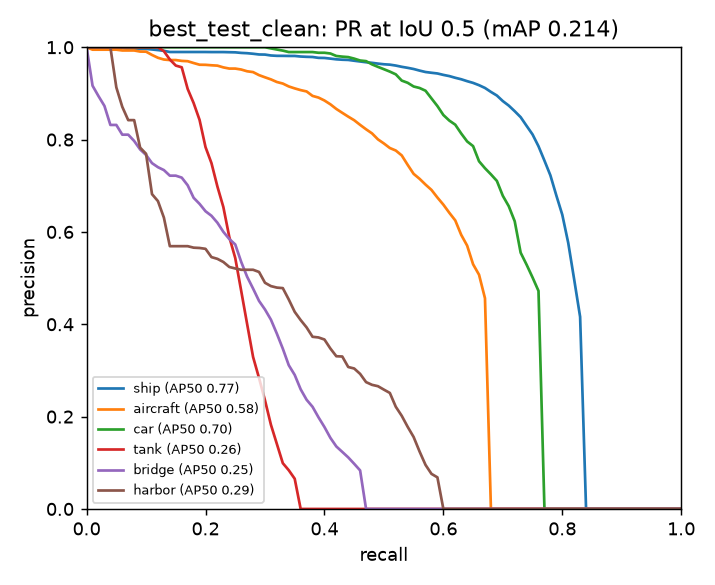 best_test_clean: PR at IoU 0.5 (mAP 0.214)
1.0
0.8
0.6
0.4
0.2
0.0
precision
ship (AP50 0.77)
aircraft (AP50 0.58)
car (AP50 0.70)
tank (AP50 0.26)
bridge (AP50 0.25)
harbor (AP50 0.29)
0.0 0.2 0.4 0.6 0.8 1.0
recall